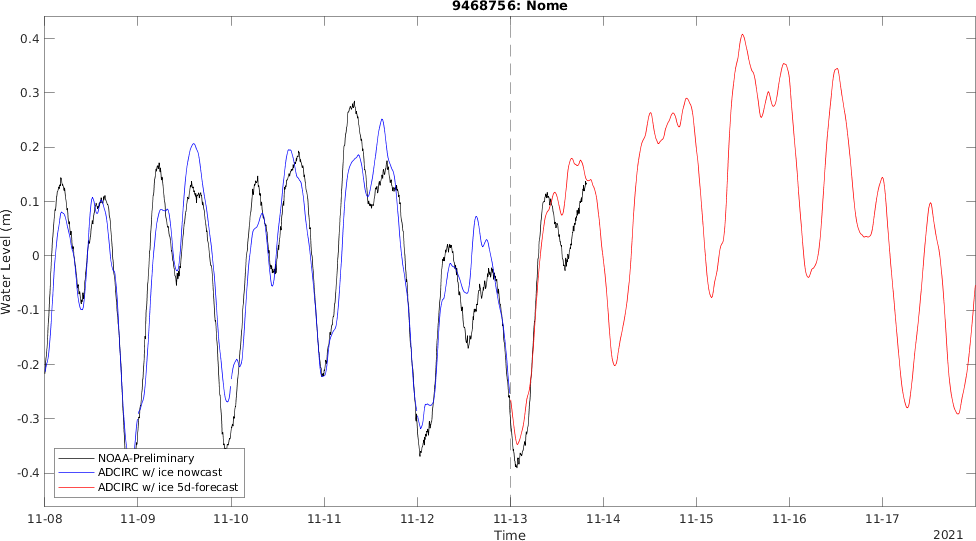 9468756: Nome
0.4
0.3
0.2
0.1
0
-0.1
-0.2
-0.3
-0.4
Water Level (m)
NOAA-Preliminary
ADCIRC w/ ice nowcast
ADCIRC w/ ice 5d-forecast
11-08 11-09 11-10 11-11 11-12 11-13 11-14 11-15 11-16 11-17
Time
2021